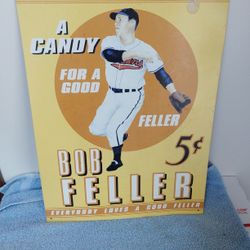 A
CANDY
FOR A
GOOD
FELLER
5¢
BOB
FELLER
EVERYBODY LOVES A GOOD FELLER